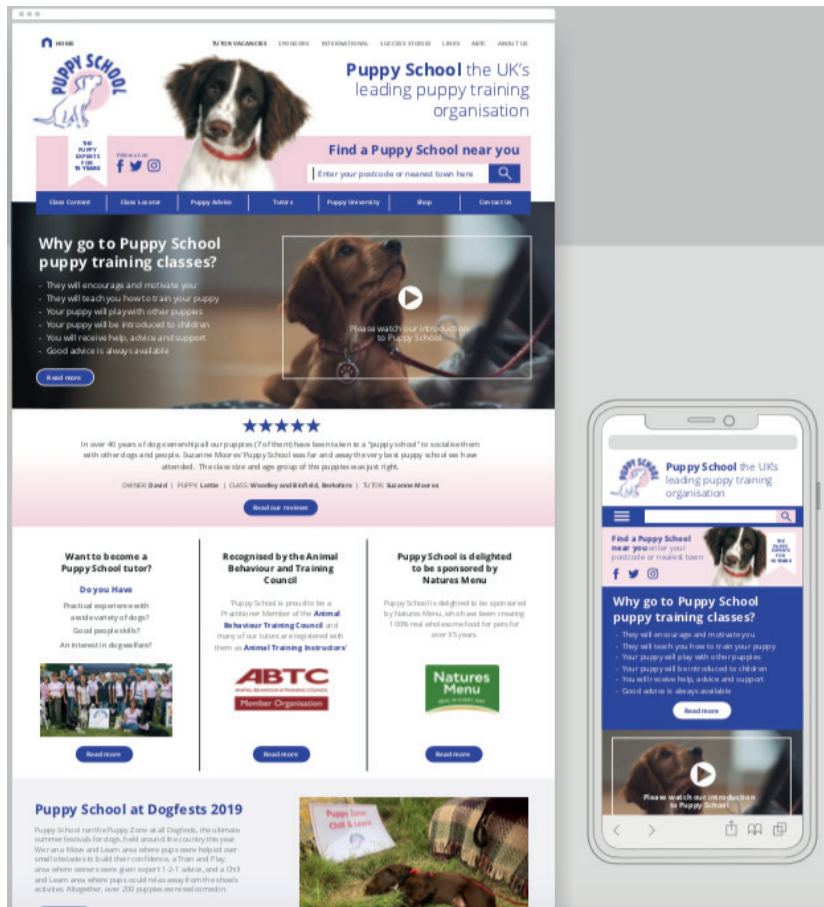 HOME
TUTOR VACANCIES SPONSORS INTERNATIONAL SUCCESS STORIES LINKS ABTC ABOUT US
PUPPY SCHOOL
Puppy School the UK's
leading puppy training
organisation
THE
PUPPY
EXPERTS
FOR
15 YEARS
Follow us on
Find a Puppy School near you
Enter your postcode or nearest town here
Class Content Class Locator Puppy Advice Tutors Puppy University Shop Contact Us
Why go to Puppy School
puppy training classes?
- They will encourage and motivate you
- They will teach you how to train your puppy
- Your puppy will play with other puppies
- Your puppy will be introduced to children
- You will receive help, advice and support
- Good advice is always available
Read more
Please watch our introduction
to Puppy School
In over 40 years of dog ownership all our puppies (7 of them) have been taken to a "puppy school" to socialise them
with other dogs and people. Suzanne Moores' Puppy School was far and away the very best puppy school we have
attended. The class size and age group of the puppies was just right.
OWNER: David | PUPPY: Lottie | CLASS: Woodley and Binfield, Berkshire | TUTOR: Suzanne Moores
Read our reviews
Want to become a
Puppy School tutor?
Do you Have
Practical experience with
a wide variety of dogs?
Good people skills?
An interest in dog welfare?
Read more
Recognised by the Animal
Behaviour and Training
Council
'Puppy School is proud to be a
Practitioner Member of the Animal
Behaviour Training Council and
many of our tutors are registered with
them as Animal Training Instructors'
ABTC
ANIMAL BEHAVIOUR & TRAINING COUNCIL
Member Organisation
Read more
Puppy School is delighted
to be sponsored by
Natures Menu
Puppy School is delighted to be sponsored
by Natures Menu, who have been creating
100% real wholesome food for pets for
over 35 years.
Natures
Menu
Read more
Puppy School at Dogfests 2019
Puppy School ran the Puppy Zone at all Dogfests, the ultimate
summer festivals for dogs, held around the country this year.
We ran a Move and Learn area where pups were helped over
small obstacles to build their confidence, a Train and Play
area where owners were given expert 1-2-1 advice, and a Chill
and Learn area where pups could relax away from the show's
activities. Altogether, over 200 puppies were welcomed in.
Puppy Zone:
Chill & Learn
PUPPY SCHOOL
Puppy School the UK's
leading puppy training
organisation
Find a Puppy School
near you enter your
postcode or nearest town
THE
PUPPY
EXPERTS
FOR
15 YEARS
Why go to Puppy School
puppy training classes?
- They will encourage and motivate you
- They will teach you how to train your puppy
- Your puppy will play with other puppies
- Your puppy will be introduced to children
- You will receive help, advice and support
- Good advice is always available
Read more
Please watch our introduction
to Puppy School